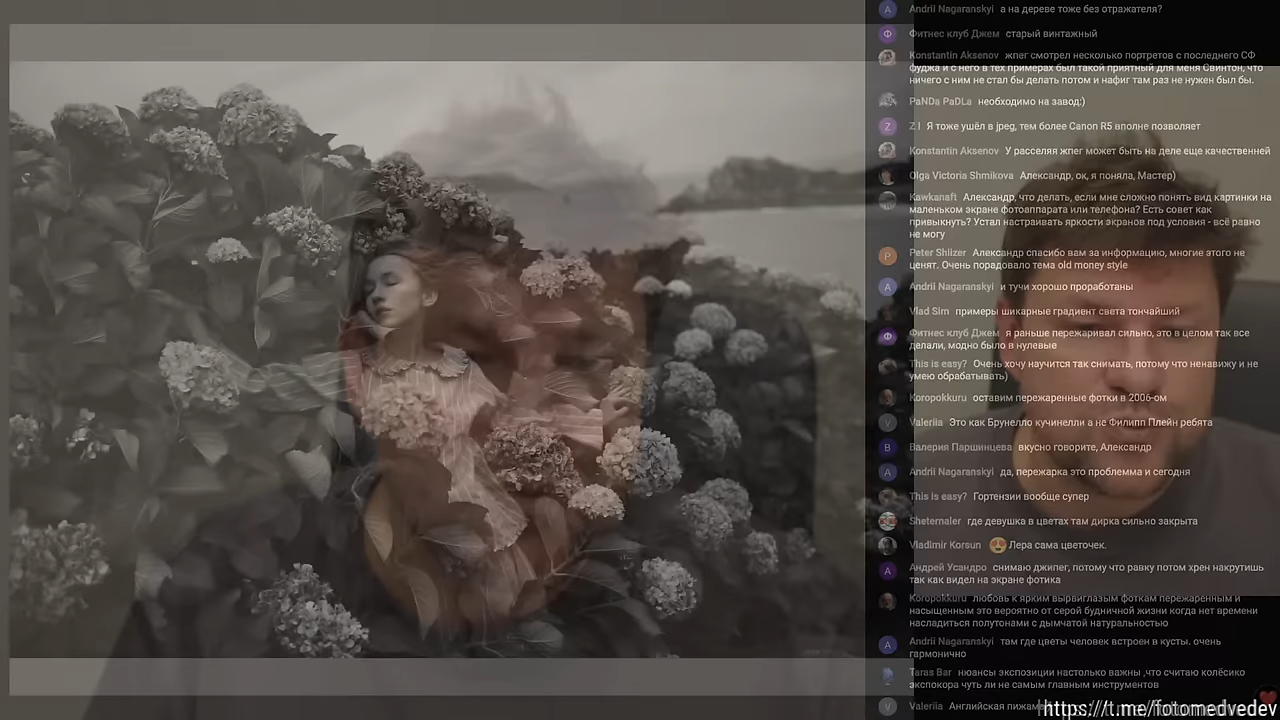 Andrii Nagaranskyi а на дереве тоже без отражателя?
Фитнес клуб Джем старый винтажный
Konstantin Aksenov жпег смотрел несколько портретов с последнего СФ
фуджа и с него в тех примерах был такой приятный для меня Свинтон, что
ничего с ним не стал бы делать потом и нафиг там раз не нужен был бы.
PaNDa PaDLa необходимо на завод:)
Z I Я тоже ушёл в jpeg, тем более Canon R5 вполне позволяет
Konstantin Aksenov У расселяя жпег может быть на деле еще качественней
Olga Victoria Shmikova Александр, ок, я поняла, Мастер)
Kawkanaft Александр, что делать, если мне сложно понять вид картинки на
маленьком экране фотоаппарата или телефона? Есть совет как
привыкнуть? Устал настраивать яркости экранов под условия - всё равно
не могу
Peter Shiizer Александр спасибо вам за информацию, многие этого не
ценят. Очень порадовало тема old money style
Andrii Nagaranskyi и тучи хорошо проработаны
Vlad Sim примеры шикарные градиент света тончайший
Фитнес клуб Джем я раньше пережаривал сильно, это в целом так все
делали, модно было в нулевые
This is easy? Очень хочу научится так снимать, потому что ненавижу и не
умею обрабатывать)
Koropokkuru оставим пережаренные фотки в 2006-ом
Valeriia Это как Брунелло кучинелли а не Филипп Плейн ребята
Валерия Паршинцева вкусно говорите, Александр
Andrii Nagaranskyi да, пережарка это проблемма и сегодня
This is easy? Гортензии вообще супер
Sheternaler где девушка в цветах там дирка сильно закрыта
Vladimir Korsun 😍Лера сама цветочек.
Андрей Усандро снимаю джипег, потому что равку потом хрен накрутишь
так как видел на экране фотика
Koropokkuru любовь к ярким вырвиглазым фоткам пережаренным и
насыщенным это вероятно от серой будничной жизни когда нет времени
насладиться полутонами с дымчатой натуральностью
Andrii Nagaranskyi там где цветы человек встроен в кусты. очень
гармонично
Taras Bar нюансы экспозиции настолько важны ,что считаю колёсико
экспокора чуть ли не самым главным инструментов
Valeriia Английская пижама
https://t.me/fotomedvedev